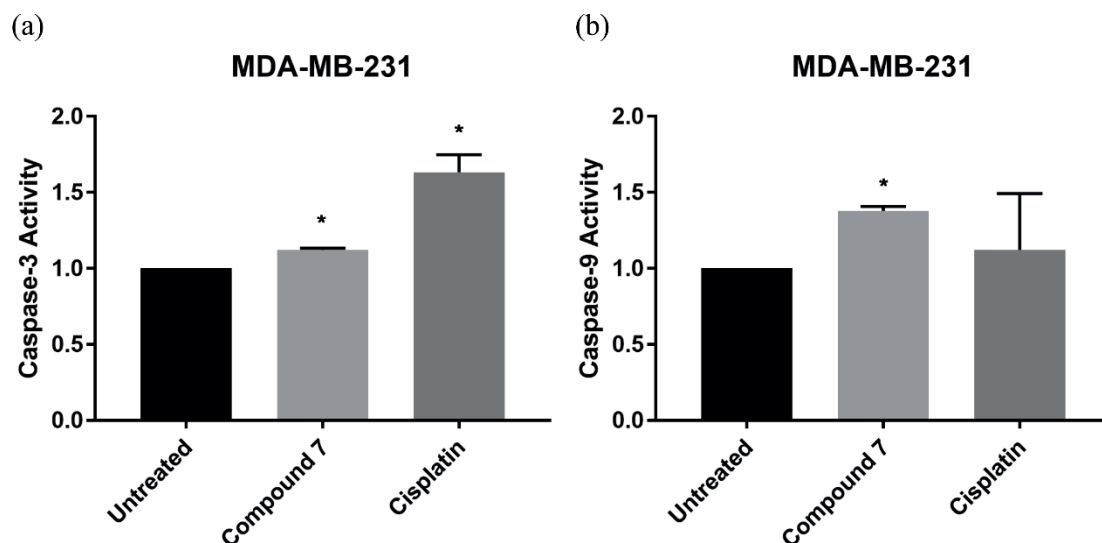 (a)
MDA-MB-231
Caspase-3 Activity
2.0
1.5
1.0
0.5
0.0
*
*
Untreated
Compound 7
Cisplatin
(b)
MDA-MB-231
Caspase-9 Activity
2.0
1.5
1.0
0.5
0.0
*
Untreated
Compound 7
Cisplatin